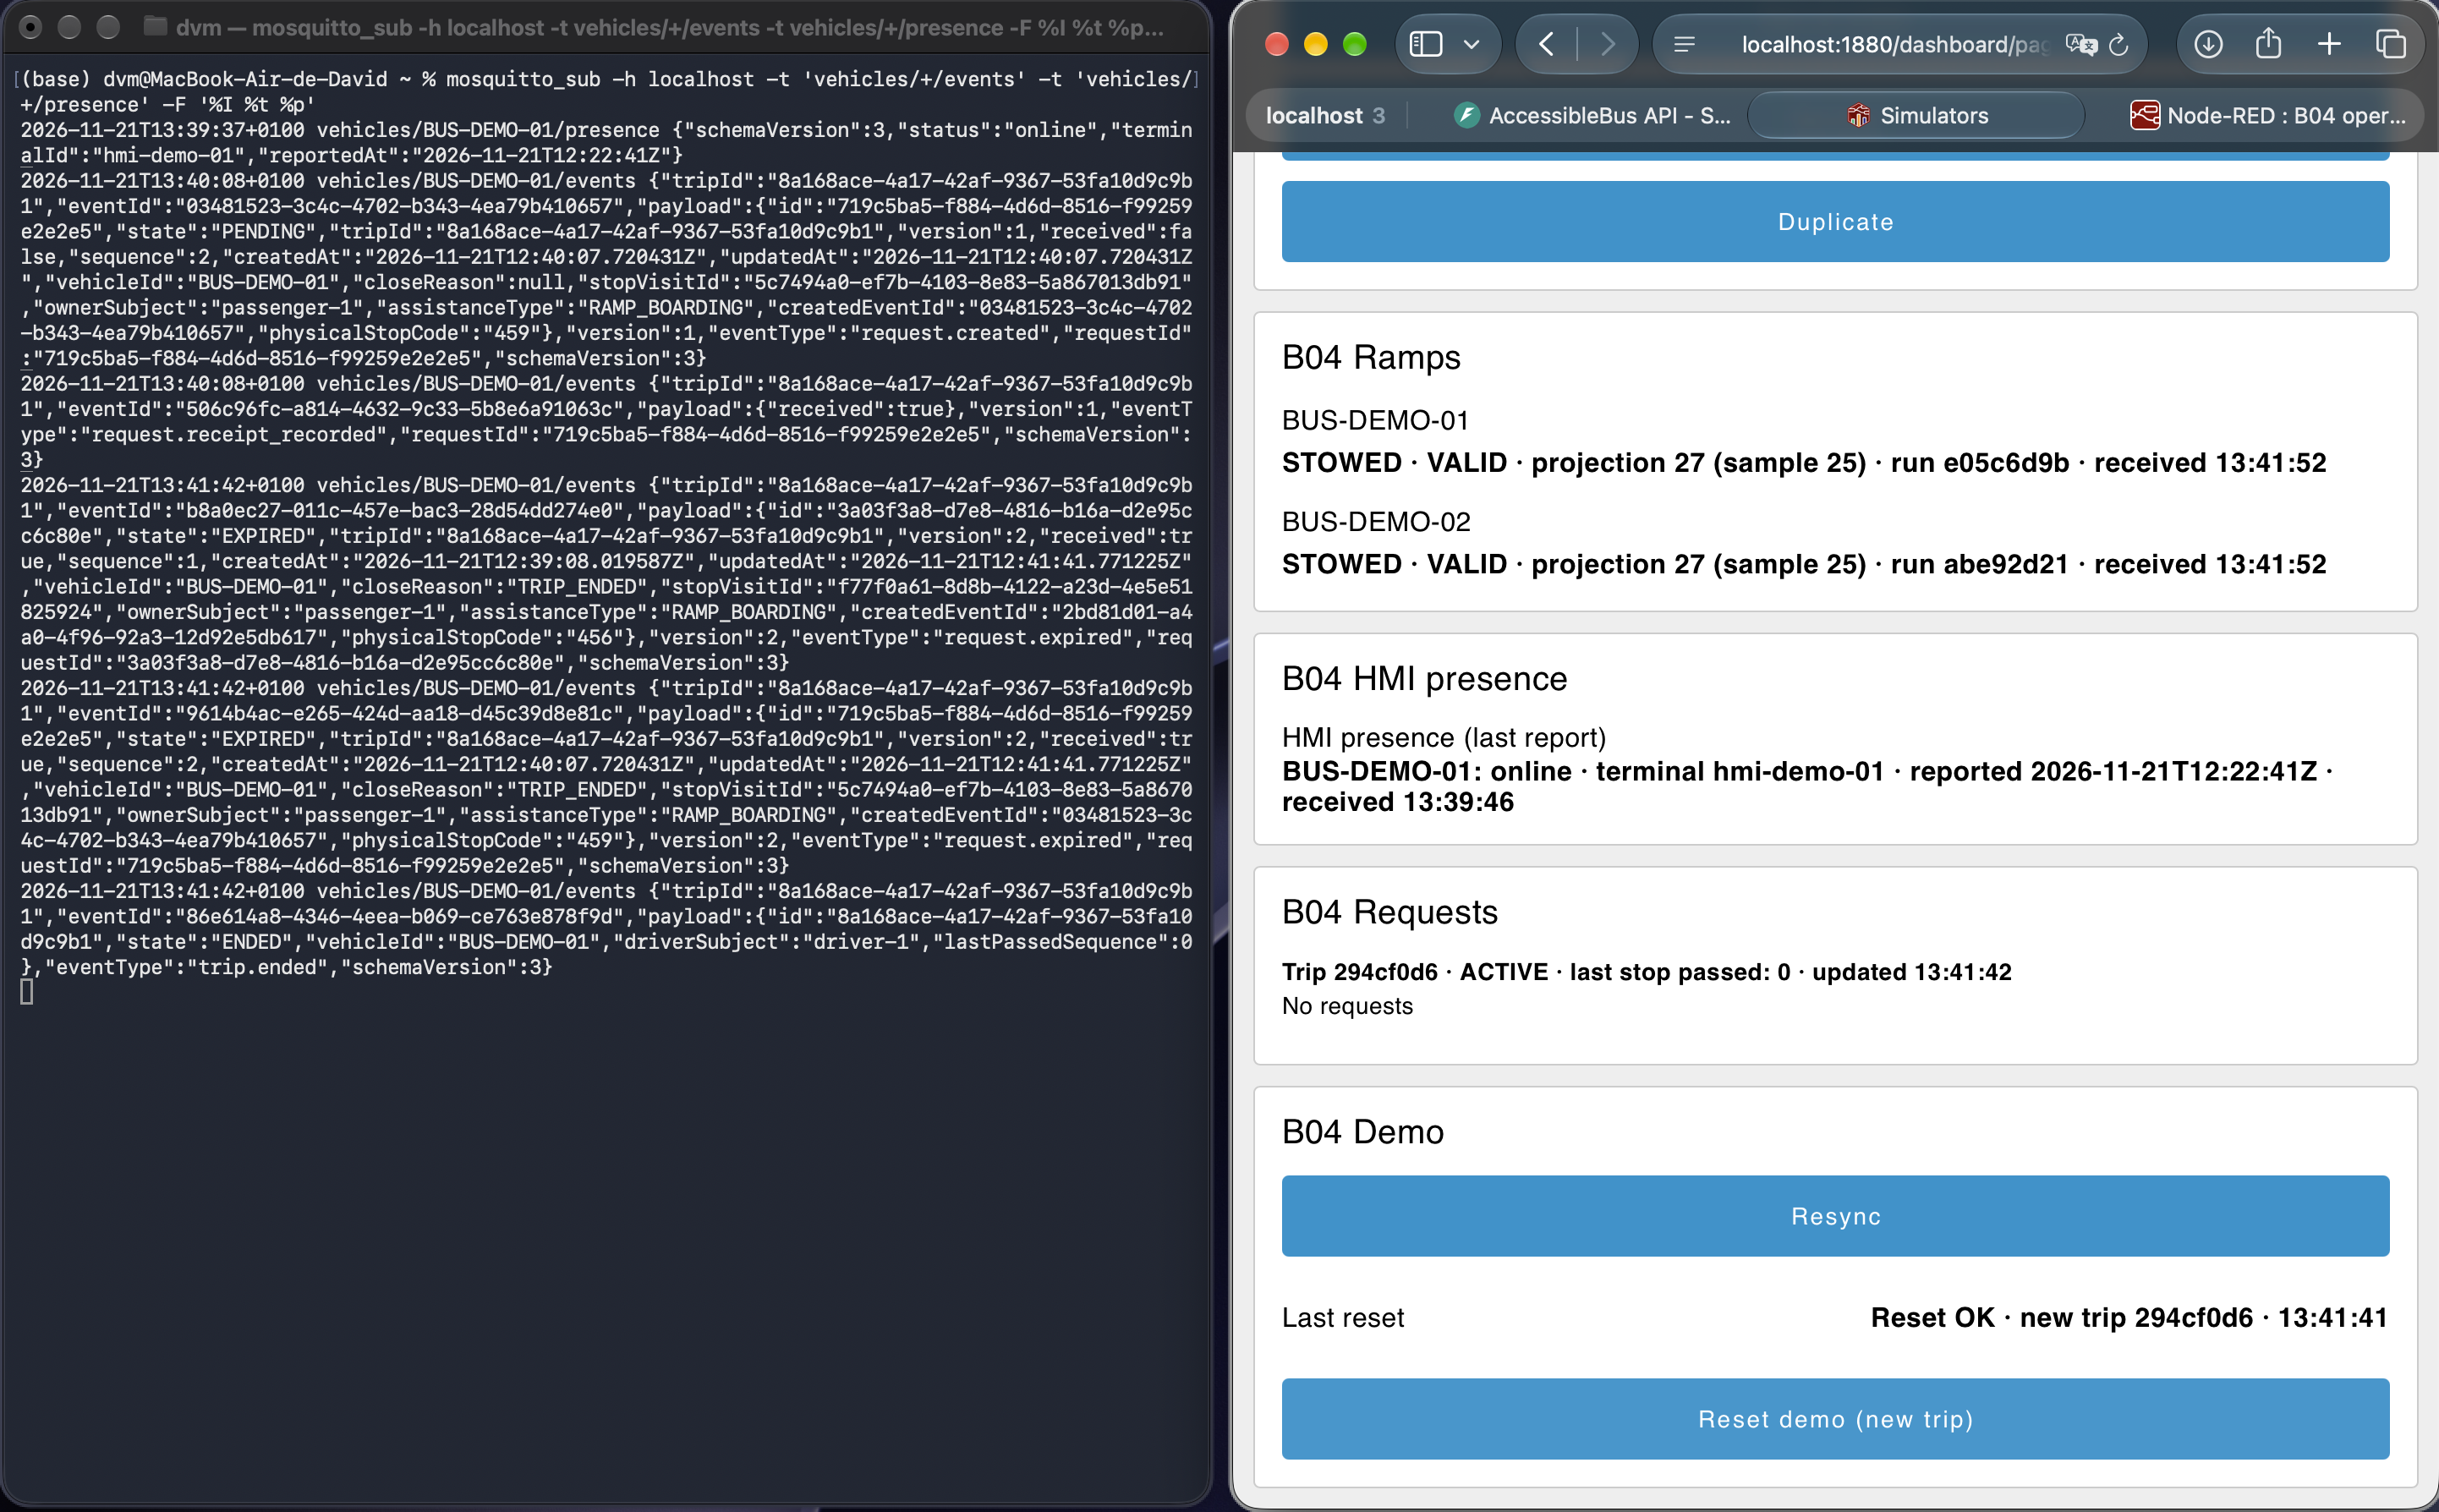 dvm — mosquitto_sub -h localhost -t vehicles/+/events -t vehicles/+/presence -F %I %t %p...
[(base) dvm@MacBook-Air-de-David ~ % mosquitto_sub -h localhost -t 'vehicles/+/events' -t 'vehicles/]
+/presence' -F '%I %t %p'
2026-11-21T13:39:37+0100 vehicles/BUS-DEMO-01/presence {"schemaVersion":3,"status":"online","termin
alId":"hmi-demo-01","reportedAt":"2026-11-21T12:22:41Z"}
2026-11-21T13:40:08+0100 vehicles/BUS-DEMO-01/events {"tripId":"8a168ace-4a17-42af-9367-53fa10d9c9b
1","eventId":"03481523-3c4c-4702-b343-4ea79b410657","payload":{"id":"719c5ba5-f884-4d6d-8516-f99259
e2e2e5","state":"PENDING","tripId":"8a168ace-4a17-42af-9367-53fa10d9c9b1","version":1,"received":fa
lse,"sequence":2,"createdAt":"2026-11-21T12:40:07.720431Z","updatedAt":"2026-11-21T12:40:07.720431Z
","vehicleId":"BUS-DEMO-01","closeReason":null,"stopVisitId":"5c7494a0-ef7b-4103-8e83-5a867013db91"
,"ownerSubject":"passenger-1","assistanceType":"RAMP_BOARDING","createdEventId":"03481523-3c4c-4702
-b343-4ea79b410657","physicalStopCode":"459"},"version":1,"eventType":"request.created","requestId"
:"719c5ba5-f884-4d6d-8516-f99259e2e2e5","schemaVersion":3}
2026-11-21T13:40:08+0100 vehicles/BUS-DEMO-01/events {"tripId":"8a168ace-4a17-42af-9367-53fa10d9c9b
1","eventId":"506c96fc-a814-4632-9c33-5b8e6a91063c","payload":{"received":true},"version":1,"eventT
ype":"request.receipt_recorded","requestId":"719c5ba5-f884-4d6d-8516-f99259e2e2e5","schemaVersion":
3}
2026-11-21T13:41:42+0100 vehicles/BUS-DEMO-01/events {"tripId":"8a168ace-4a17-42af-9367-53fa10d9c9b
1","eventId":"b8a0ec27-011c-457e-bac3-28d54dd274e0","payload":{"id":"3a03f3a8-d7e8-4816-b16a-d2e95c
c6c80e","state":"EXPIRED","tripId":"8a168ace-4a17-42af-9367-53fa10d9c9b1","version":2,"received":tr
ue,"sequence":1,"createdAt":"2026-11-21T12:39:08.019587Z","updatedAt":"2026-11-21T12:41:41.771225Z"
,"vehicleId":"BUS-DEMO-01","closeReason":"TRIP_ENDED","stopVisitId":"f77f0a61-8d8b-4122-a23d-4e5e51
825924","ownerSubject":"passenger-1","assistanceType":"RAMP_BOARDING","createdEventId":"2bd81d01-a4
a0-4f96-92a3-12d92e5db617","physicalStopCode":"456"},"version":2,"eventType":"request.expired","req
uestId":"3a03f3a8-d7e8-4816-b16a-d2e95cc6c80e","schemaVersion":3}
2026-11-21T13:41:42+0100 vehicles/BUS-DEMO-01/events {"tripId":"8a168ace-4a17-42af-9367-53fa10d9c9b
1","eventId":"9614b4ac-e265-424d-aa18-d45c39d8e81c","payload":{"id":"719c5ba5-f884-4d6d-8516-f99259
e2e2e5","state":"EXPIRED","tripId":"8a168ace-4a17-42af-9367-53fa10d9c9b1","version":2,"received":tr
ue,"sequence":2,"createdAt":"2026-11-21T12:40:07.720431Z","updatedAt":"2026-11-21T12:41:41.771225Z"
,"vehicleId":"BUS-DEMO-01","closeReason":"TRIP_ENDED","stopVisitId":"5c7494a0-ef7b-4103-8e83-5a8670
13db91","ownerSubject":"passenger-1","assistanceType":"RAMP_BOARDING","createdEventId":"03481523-3c
4c-4702-b343-4ea79b410657","physicalStopCode":"459"},"version":2,"eventType":"request.expired","req
uestId":"719c5ba5-f884-4d6d-8516-f99259e2e2e5","schemaVersion":3}
2026-11-21T13:41:42+0100 vehicles/BUS-DEMO-01/events {"tripId":"8a168ace-4a17-42af-9367-53fa10d9c9b
1","eventId":"86e614a8-4346-4eea-b069-ce763e878f9d","payload":{"id":"8a168ace-4a17-42af-9367-53fa10
d9c9b1","state":"ENDED","vehicleId":"BUS-DEMO-01","driverSubject":"driver-1","lastPassedSequence":0
},"eventType":"trip.ended","schemaVersion":3}
localhost:1880/dashboard/pag
localhost 3
AccessibleBus API - S...
Simulators
Node-RED : B04 oper...
Duplicate
B04 Ramps
BUS-DEMO-01
STOWED · VALID · projection 27 (sample 25) · run e05c6d9b · received 13:41:52
BUS-DEMO-02
STOWED · VALID · projection 27 (sample 25) · run abe92d21 · received 13:41:52
B04 HMI presence
HMI presence (last report)
BUS-DEMO-01: online · terminal hmi-demo-01 · reported 2026-11-21T12:22:41Z ·
received 13:39:46
B04 Requests
Trip 294cf0d6 · ACTIVE · last stop passed: 0 · updated 13:41:42
No requests
B04 Demo
Resync
Last reset
Reset OK · new trip 294cf0d6 · 13:41:41
Reset demo (new trip)